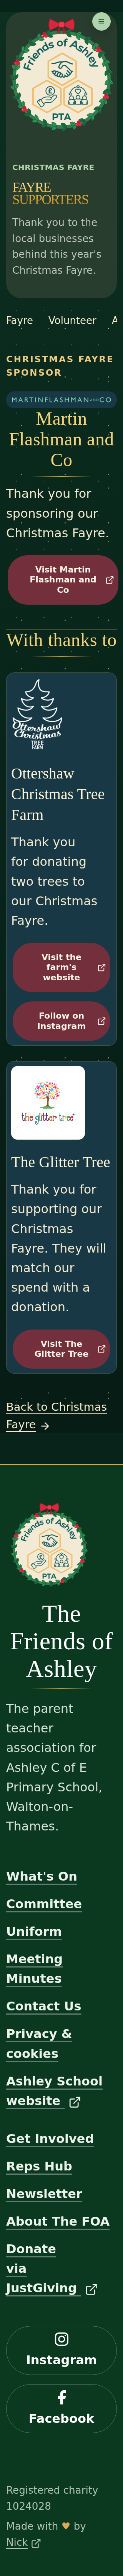 Friends of Ashley
PTA
CHRISTMAS FAYRE
FAYRE
SUPPORTERS
Thank you to the
local businesses
behind this year's
Christmas Fayre.
Fayre Volunteer A
CHRISTMAS FAYRE
SPONSOR
MARTINFLASHMAN CO
Martin
Flashman and
Co
Thank you for
sponsoring our
Christmas Fayre.
Visit Martin
Flashman and
Co
With thanks to
OTTERSHAW
CHRISTMAS
TREE
FARM
Ottershaw
Christmas Tree
Farm
Thank you
for donating
two trees to
our Christmas
Fayre.
Visit the
farm's
website
Follow on
Instagram
the glitter tree
The Glitter Tree
Thank you for
supporting our
Christmas
Fayre. They will
match our
spend with a
donation.
Visit The
Glitter Tree
Back to Christmas
Fayre →
Friends of Ashley
PTA
The
Friends of
Ashley
The parent
teacher
association for
Ashley C of E
Primary School,
Walton-on-
Thames.
What's On
Committee
Uniform
Meeting
Minutes
Contact Us
Privacy &
cookies
Ashley School
website
Get Involved
Reps Hub
Newsletter
About The FOA
Donate
via
JustGiving
Instagram
Facebook
Registered charity
1024028
Made with ♥ by
Nick